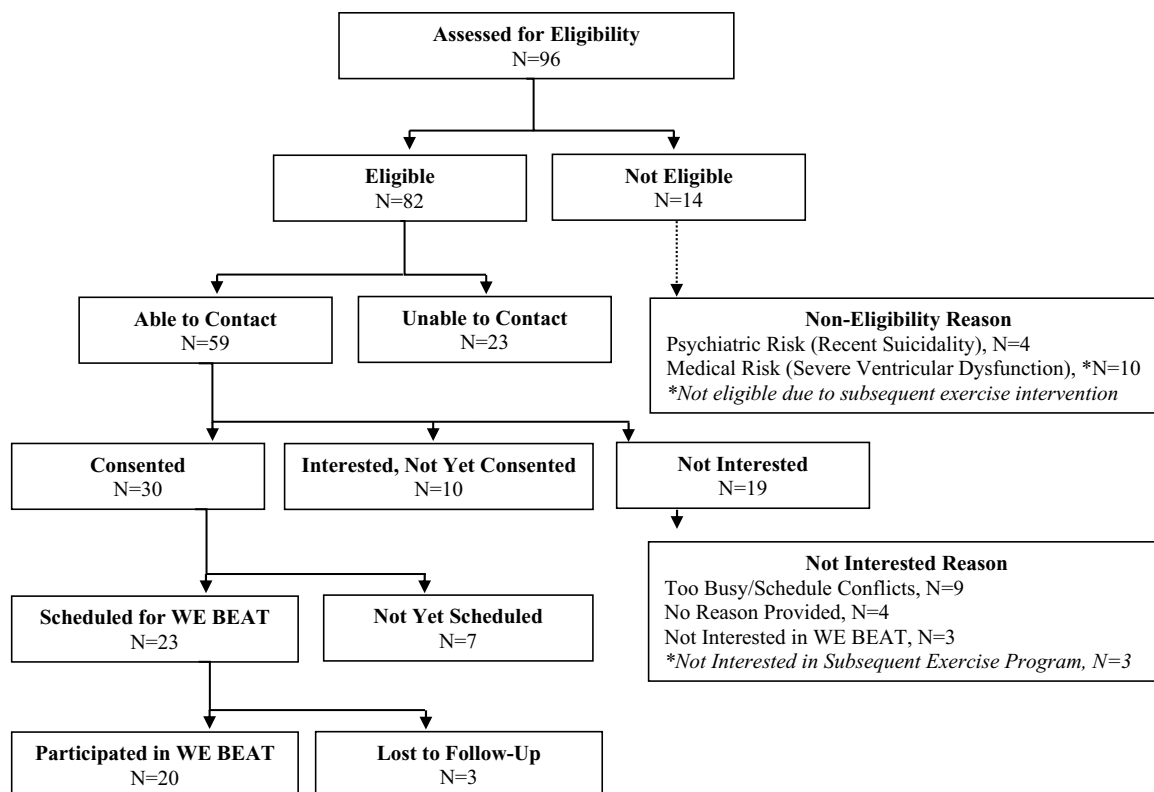 Assessed for Eligibility
N=96
Eligible
N=82
Not Eligible
N=14
Able to Contact
N=59
Unable to Contact
N=23
Non-Eligibility Reason
Psychiatric Risk (Recent Suicidality), N=4
Medical Risk (Severe Ventricular Dysfunction), *N=10
*Not eligible due to subsequent exercise intervention
Consented
N=30
Interested, Not Yet Consented
N=10
Not Interested
N=19
Not Interested Reason
Too Busy/Schedule Conflicts, N=9
No Reason Provided, N=4
Not Interested in WE BEAT, N=3
*Not Interested in Subsequent Exercise Program, N=3
Scheduled for WE BEAT
N=23
Not Yet Scheduled
N=7
Participated in WE BEAT
N=20
Lost to Follow-Up
N=3